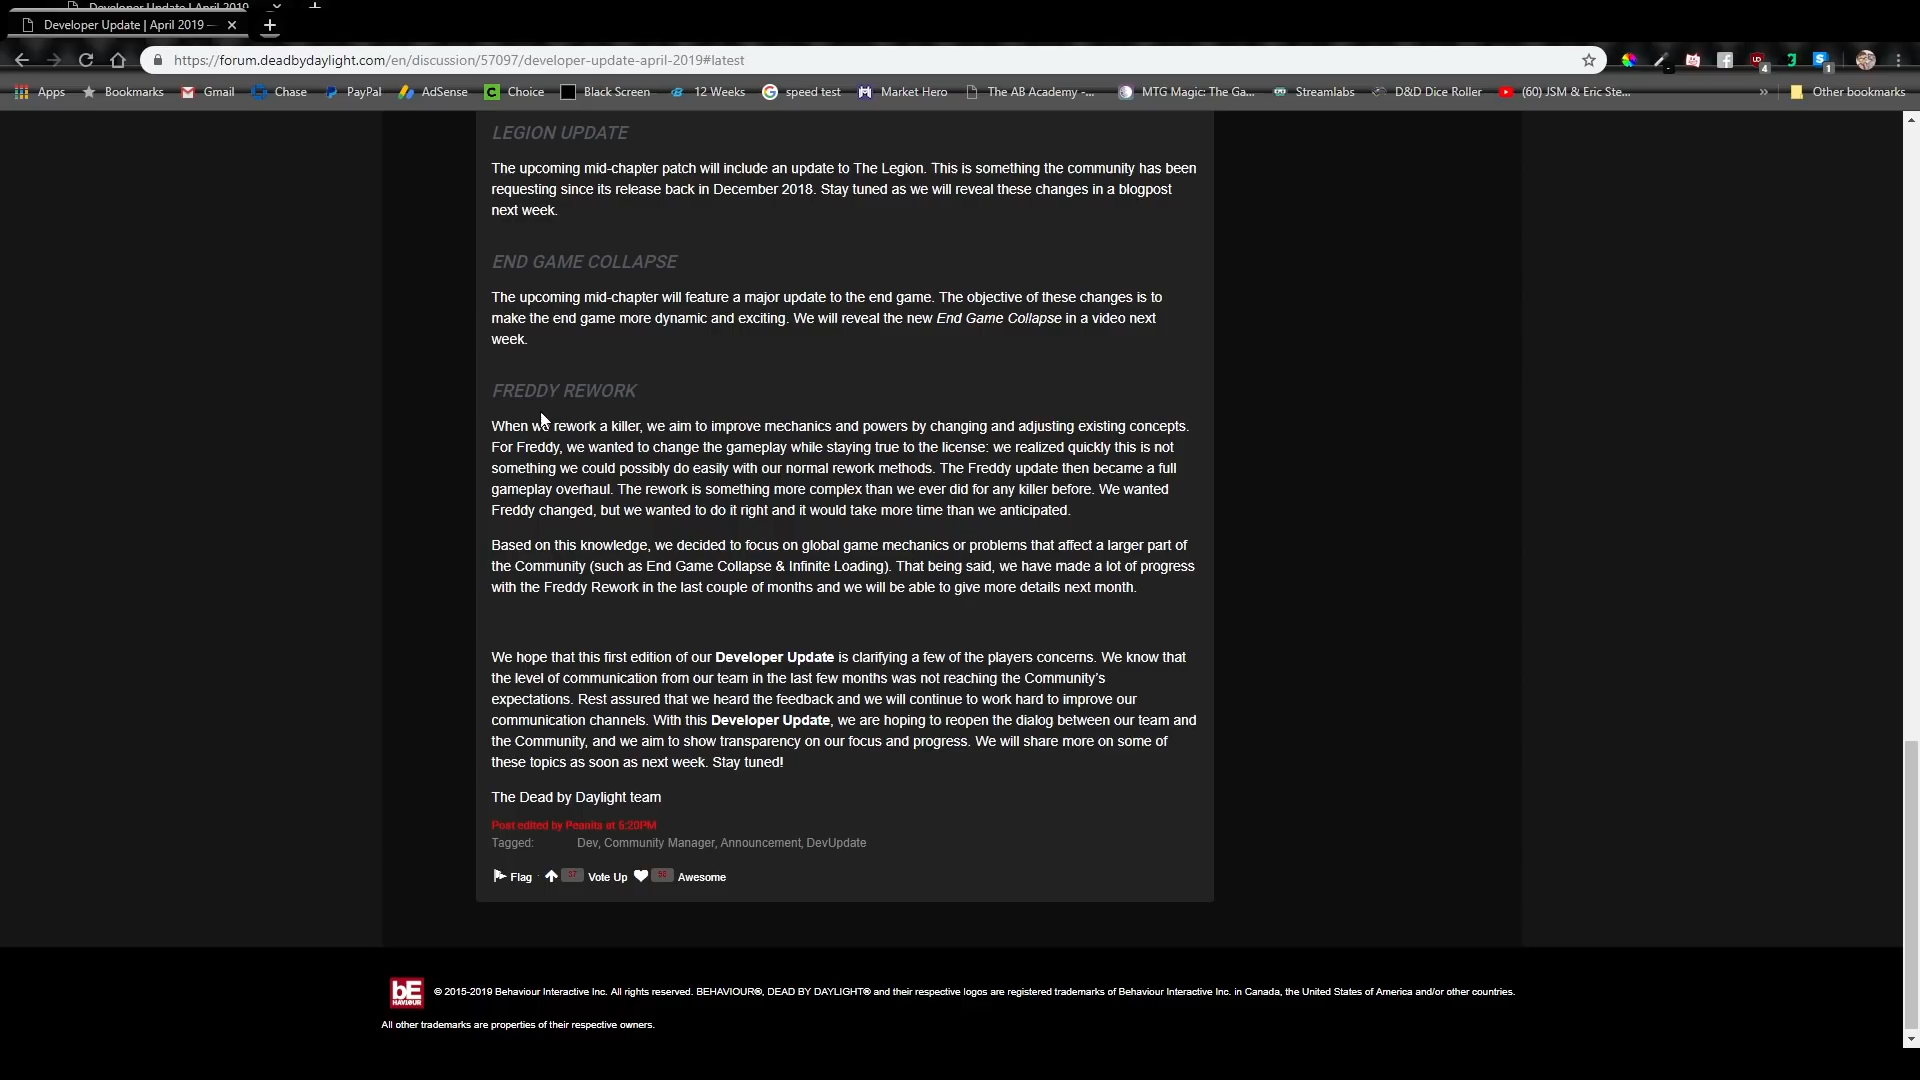 Developer Update | April 2019
Developer Update | April 2019 —
https://forum.deadbydaylight.com/en/discussion/57097/developer-update-april-2019#latest
4
1
Apps Bookmarks Gmail Chase PayPal AdSense Choice Black Screen 12 Weeks speed test Market Hero The AB Academy -... MTG Magic: The Ga... Streamlabs D&D Dice Roller (60) JSM & Eric Ste... » Other bookmarks
LEGION UPDATE
The upcoming mid-chapter patch will include an update to The Legion. This is something the community has been
requesting since its release back in December 2018. Stay tuned as we will reveal these changes in a blogpost
next week.
END GAME COLLAPSE
The upcoming mid-chapter will feature a major update to the end game. The objective of these changes is to
make the end game more dynamic and exciting. We will reveal the new End Game Collapse in a video next
week.
FREDDY REWORK
When we rework a killer, we aim to improve mechanics and powers by changing and adjusting existing concepts.
For Freddy, we wanted to change the gameplay while staying true to the license: we realized quickly this is not
something we could possibly do easily with our normal rework methods. The Freddy update then became a full
gameplay overhaul. The rework is something more complex than we ever did for any killer before. We wanted
Freddy changed, but we wanted to do it right and it would take more time than we anticipated.
Based on this knowledge, we decided to focus on global game mechanics or problems that affect a larger part of
the Community (such as End Game Collapse & Infinite Loading). That being said, we have made a lot of progress
with the Freddy Rework in the last couple of months and we will be able to give more details next month.
We hope that this first edition of our Developer Update is clarifying a few of the players concerns. We know that
the level of communication from our team in the last few months was not reaching the Community's
expectations. Rest assured that we heard the feedback and we will continue to work hard to improve our
communication channels. With this Developer Update, we are hoping to reopen the dialog between our team and
the Community, and we aim to show transparency on our focus and progress. We will share more on some of
these topics as soon as next week. Stay tuned!
The Dead by Daylight team
Post edited by Peanits at 5:20PM
Tagged: Dev, Community Manager, Announcement, DevUpdate
Flag · 37 Vote Up Awesome
bE HAVIOUR © 2015-2019 Behaviour Interactive Inc. All rights reserved. BEHAVIOUR®, DEAD BY DAYLIGHT® and their respective logos are registered trademarks of Behaviour Interactive Inc. in Canada, the United States of America and/or other countries.
All other trademarks are properties of their respective owners.